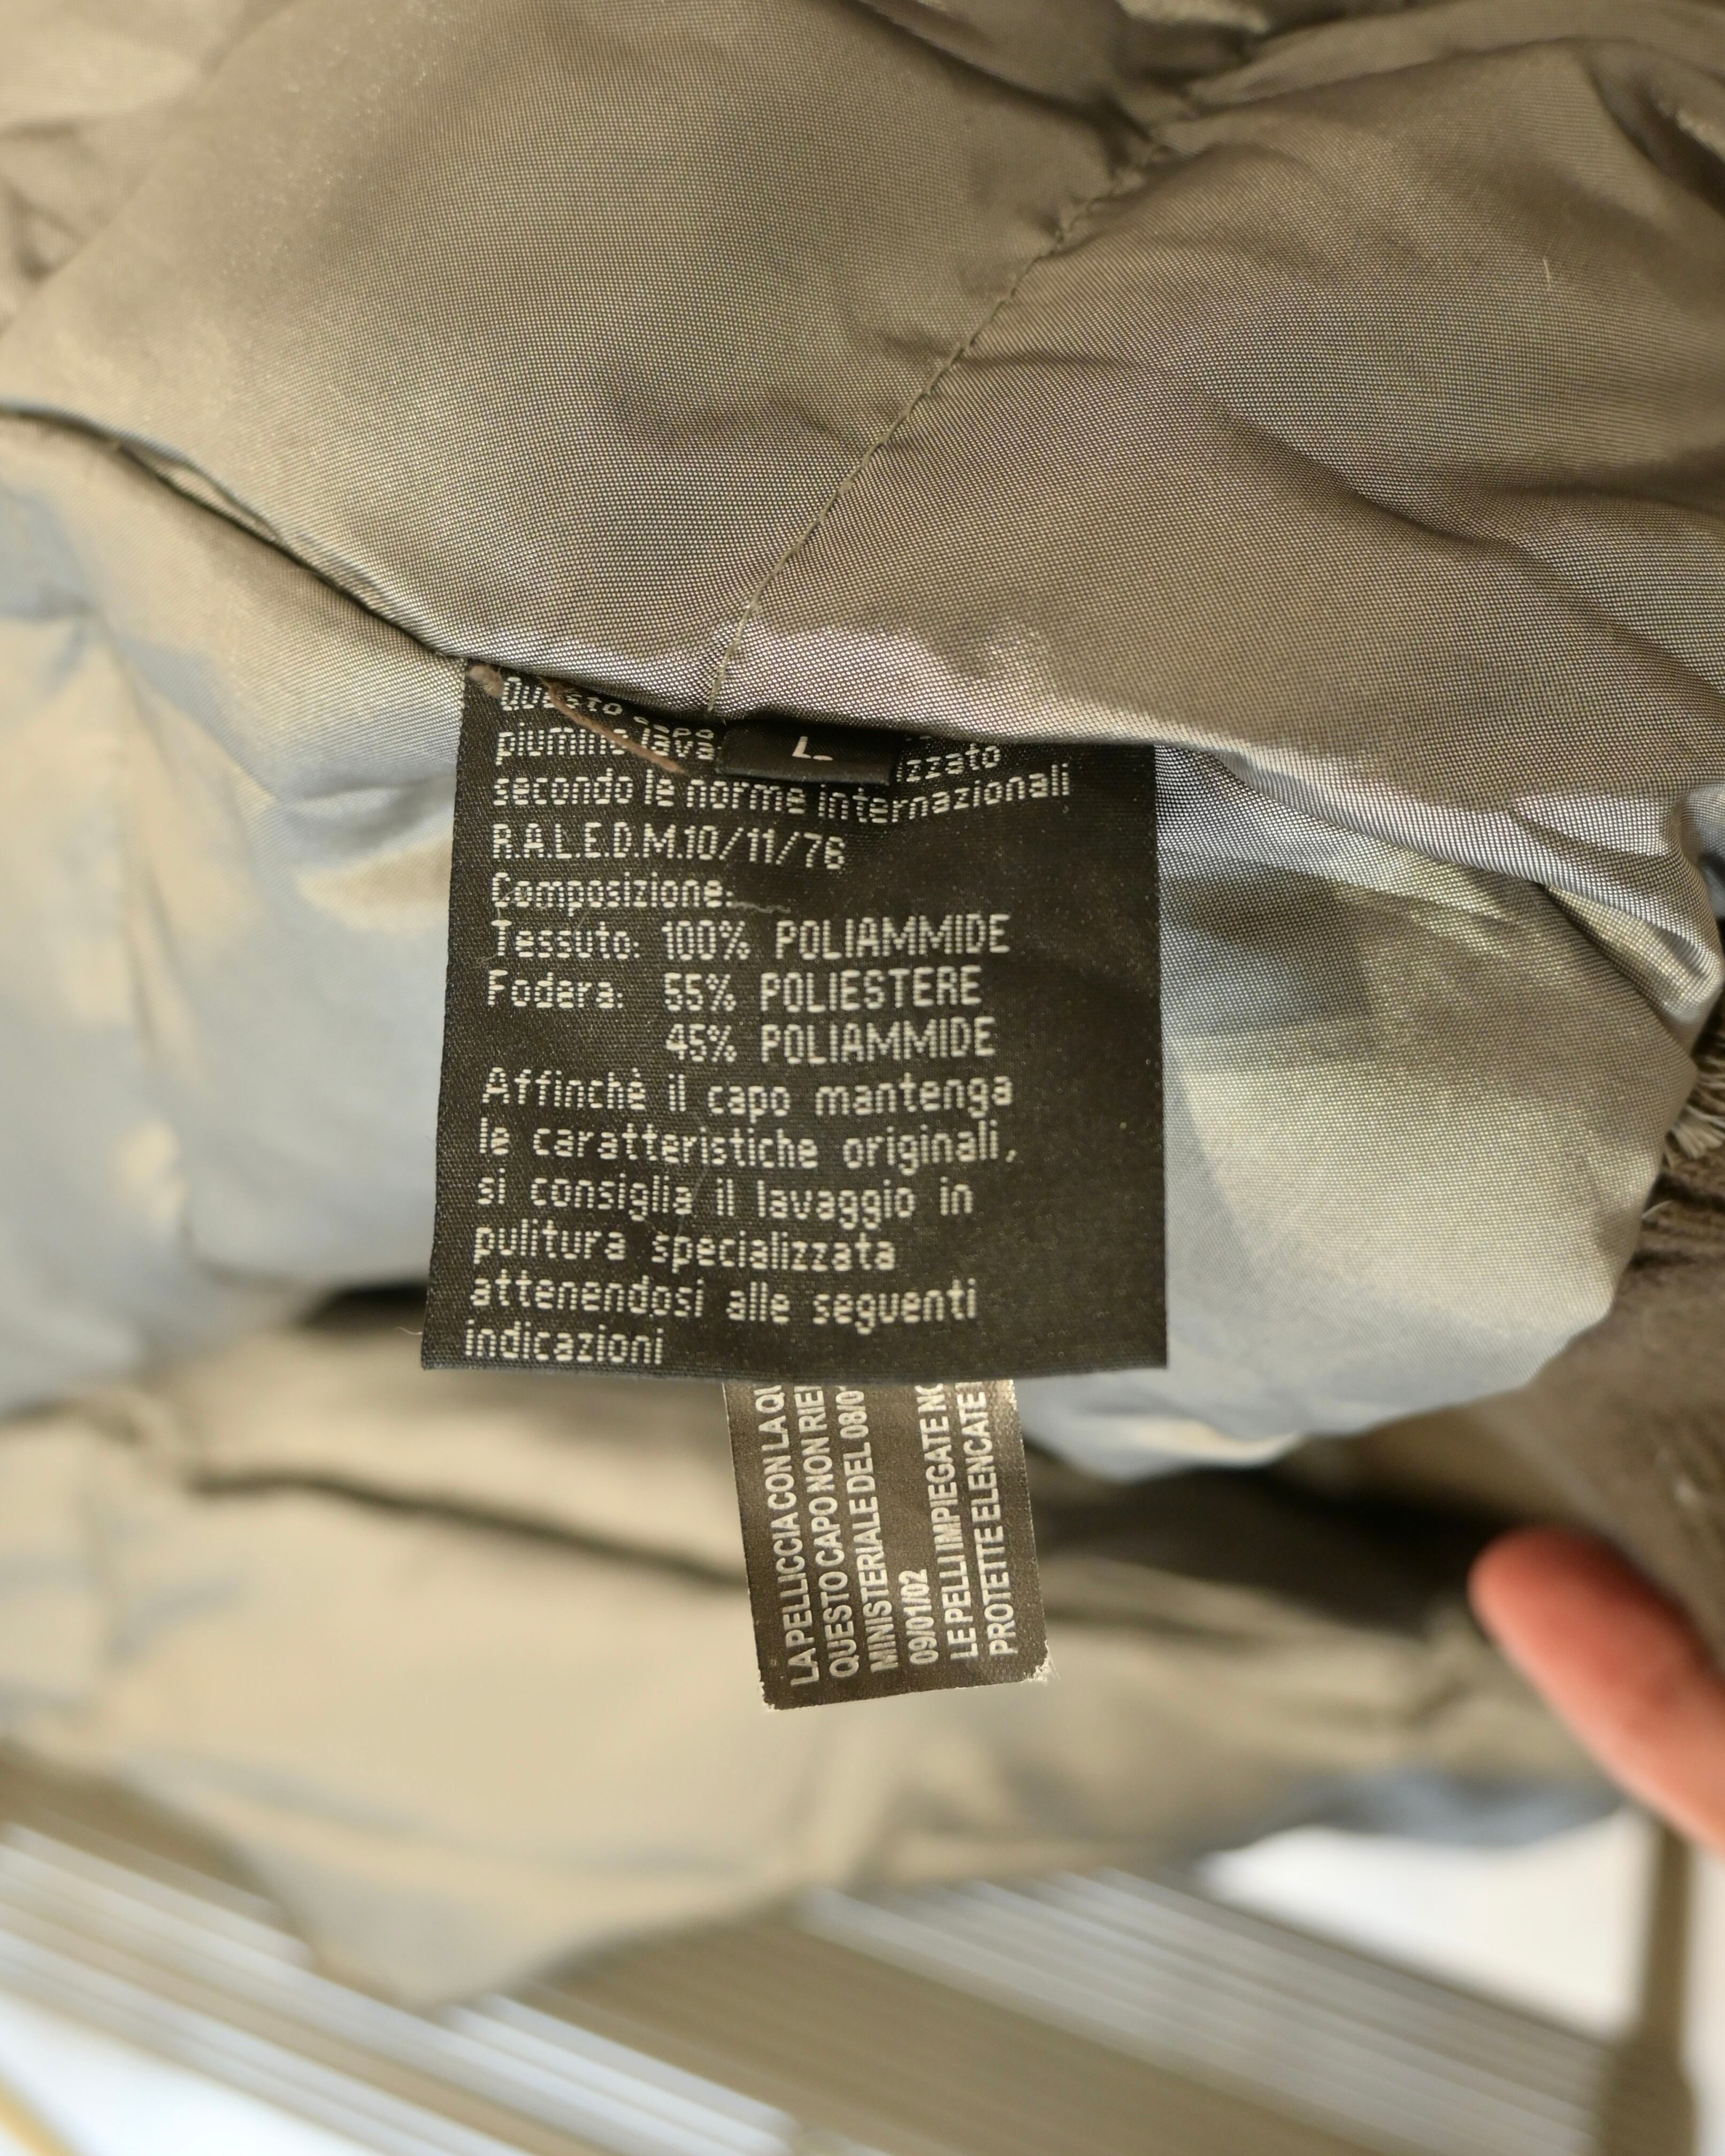 Questo capo
piumino lava
L
izzato
secondo le norme internazionali
R.A.L.E.D.M.10/11/76
Composizione:
Tessuto: 100% POLIAMMIDE
Fodera: 55% POLIESTERE
45% POLIAMMIDE
Affinchè il capo mantenga
le caratteristiche originali,
si consiglia il lavaggio in
pulitura specializzata
attenendosi alle seguenti
indicazioni
LA PELLICCIA CON LA QU
QUESTO CAPO NON RIE
MINISTERIALE DEL 08/0
09/01/02
LE PELLI IMPIEGATE NO
PROTETTE ELENCATE